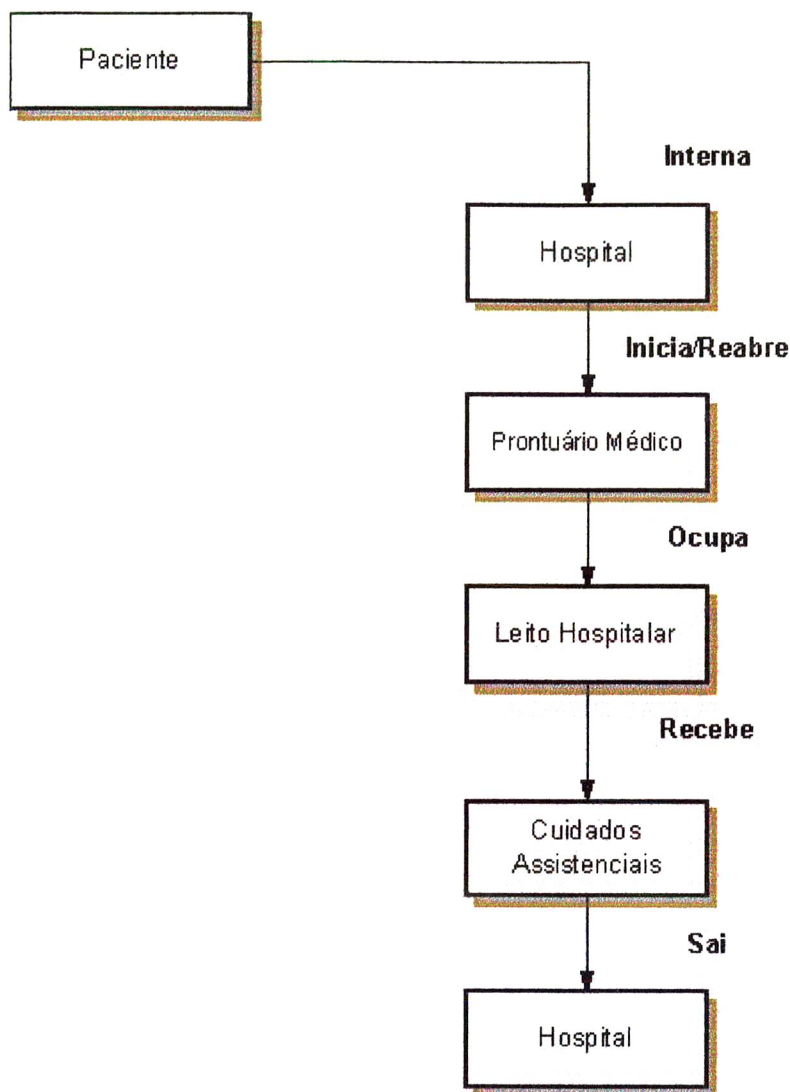 Paciente
Interna
Hospital
Inicia/Reabre
Prontuário Médico
Ocupa
Leito Hospitalar
Recebe
Cuidados
Assistenciais
Sai
Hospital